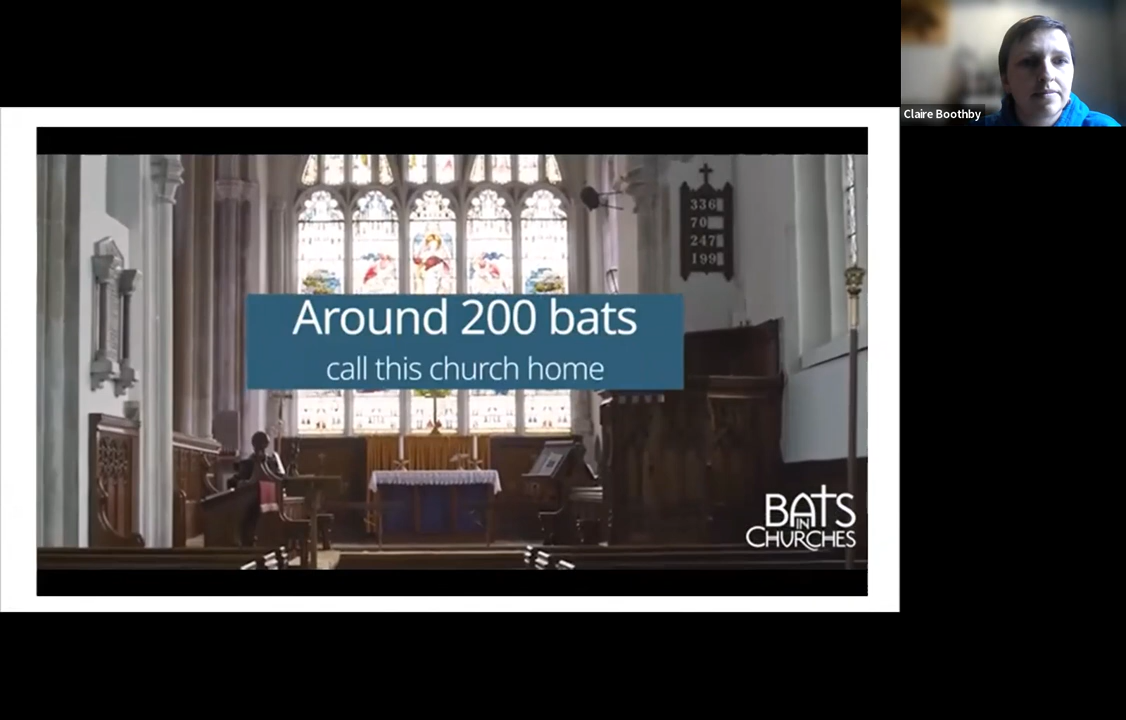 Claire Boothby
336
70
247
199
Around 200 bats
call this church home
BATS
IN
CHURCHES